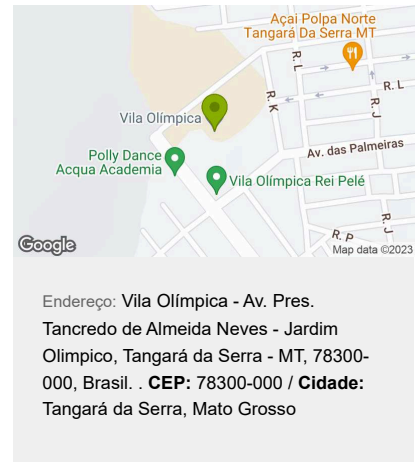 Açai Polpa Norte
Tangará Da Serra MT
R. L
R. K
R. L
R. J
Vila Olímpica
Av. das Palmeiras
Polly Dance
Acqua Academia
Vila Olímpica Rei Pelé
R. J
R. P
Google
Map data ©2023
Endereço: Vila Olímpica - Av. Pres.
Tancredo de Almeida Neves - Jardim
Olimpico, Tangará da Serra - MT, 78300-
000, Brasil. . CEP: 78300-000 / Cidade:
Tangará da Serra, Mato Grosso